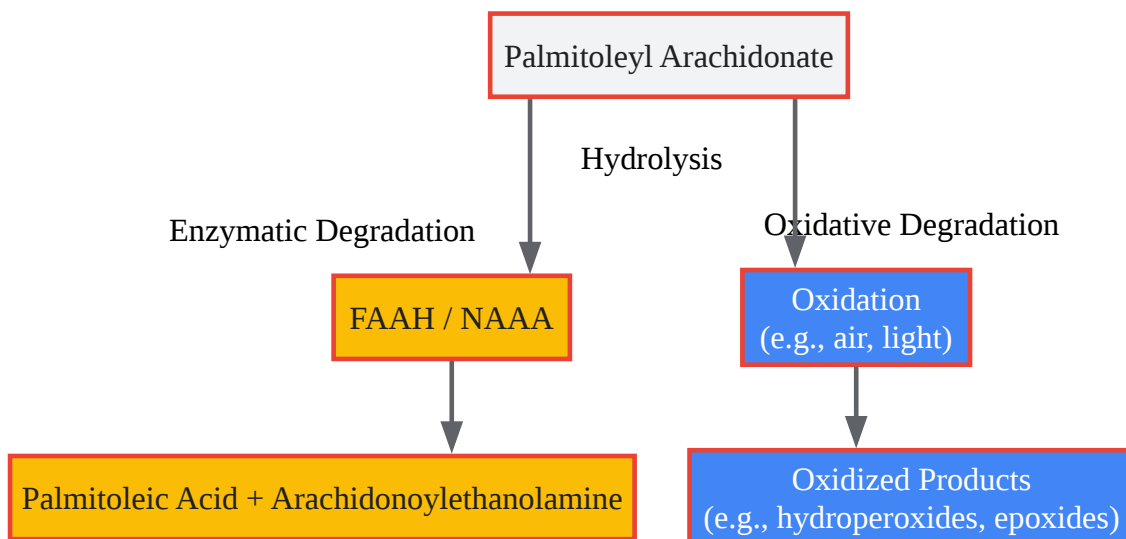 Palmitoleyl Arachidonate
Hydrolysis
Enzymatic Degradation
Oxidative Degradation
FAAH / NAAA
Oxidation
(e.g., air, light)
Palmitoleic Acid + Arachidonoylethanolamine
Oxidized Products
(e.g., hydroperoxides, epoxides)